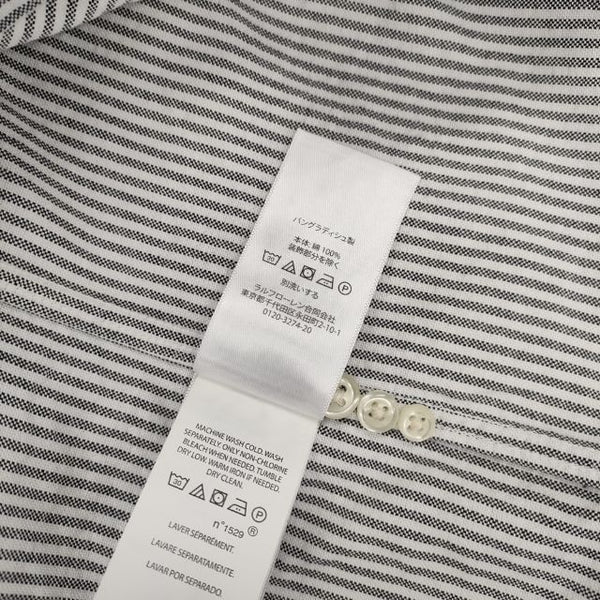 バングラディシュ製
本体: 綿 100%
装飾部分を除く
30 P
別洗いする
ラルフローレン合同会社
東京都千代田区永田町2-10-1
0120-3274-20
MACHINE WASH COLD. WASH
SEPARATELY. ONLY NON-CHLORINE
BLEACH WHEN NEEDED. TUMBLE
DRY LOW. WARM IRON IF NEEDED.
DRY CLEAN.
30 P
n°1529 ®
LAVER SÉPARÉMENT.
LAVARE SEPARATAMENTE.
LAVAR POR SEPARADO.